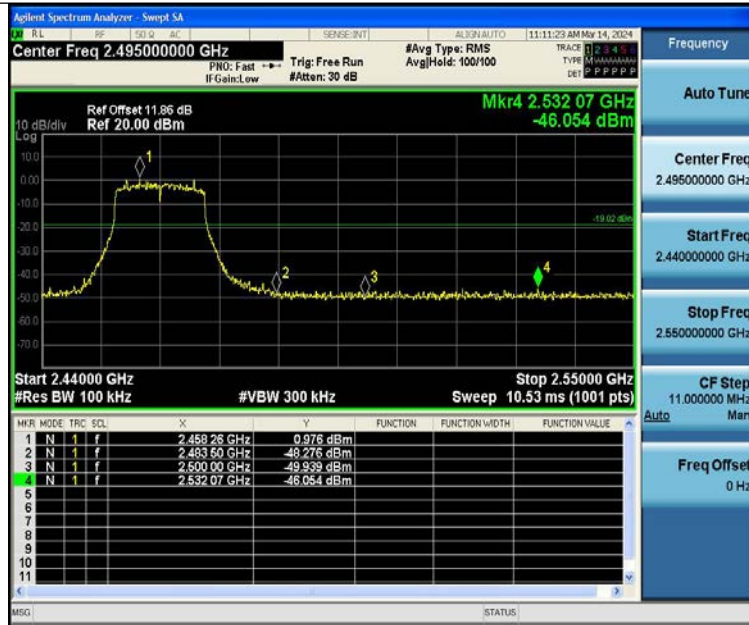 Agilent Spectrum Analyzer - Swept SA
LXI RL RF 50 Ω AC SENSE:INT ALIGNAUTO 11:11:23 AM Mar 14, 2024
Center Freq 2.495000000 GHz
#Avg Type: RMS
TRACE 1 2 3 4 5 6
PNO: Fast
Trig: Free Run
Avg|Hold: 100/100
TYPE M WWWWW
IFGain:Low
#Atten: 30 dB
DET P P P P P P
Mkr4 2.532 07 GHz
-46.054 dBm
Ref Offset 11.86 dB
10 dB/div Ref 20.00 dBm
Log
10.0
0.00
-10.0
-20.0
-30.0
-40.0
-50.0
-60.0
-70.0
1
2
3
4
-19.02 dBm
Start 2.44000 GHz
Stop 2.55000 GHz
#Res BW 100 kHz
#VBW 300 kHz
Sweep 10.53 ms (1001 pts)
MKR MODE TRC SCL X Y FUNCTION FUNCTION WIDTH FUNCTION VALUE
1 N 1 f 2.458 26 GHz 0.976 dBm
2 N 1 f 2.483 50 GHz -48.276 dBm
3 N 1 f 2.500 00 GHz -49.939 dBm
4 N 1 f 2.532 07 GHz -46.054 dBm
5
6
7
8
9
10
11
MSG
STATUS
Frequency
Auto Tune
Center Freq
2.495000000 GHz
Start Freq
2.440000000 GHz
Stop Freq
2.550000000 GHz
CF Step
11.000000 MHz
Auto Man
Freq Offset
0 Hz